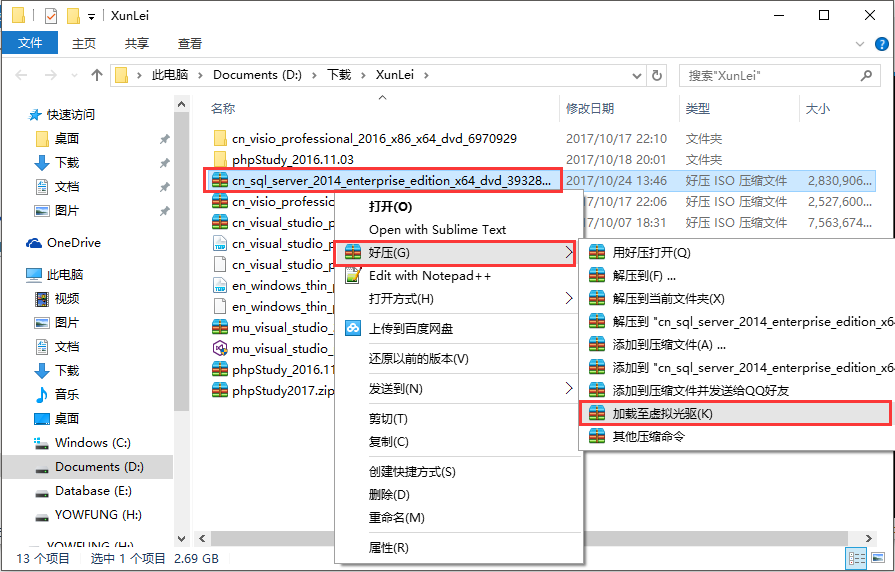 XunLei
文件 主页 共享 查看
此电脑 Documents (D:) 下载 XunLei
搜索"XunLei"
快速访问
桌面
下载
文档
图片
OneDrive
此电脑
视频
图片
文档
下载
音乐
桌面
Windows (C:)
Documents (D:)
Database (E:)
YOWFUNG (H:)
YOWFUNG (H:)
名称 修改日期 类型 大小
cn_visio_professional_2016_x86_x64_dvd_6970929 2017/10/17 22:10 文件夹
phpStudy_2016.11.03 2017/10/18 20:01 文件夹
cn_sql_server_2014_enterprise_edition_x64_dvd_39328... 2017/10/24 13:46 好压 ISO 压缩文件 2,830,906...
cn_visio_professio 2017/10/17 22:06 好压 ISO 压缩文件 2,527,600...
cn_visual_studio_p 2017/10/07 18:31 好压 ISO 压缩文件 7,563,674...
cn_visual_studio_p
cn_visual_studio_p
en_windows_thin_p
en_windows_thin_p
mu_visual_studio_
mu_visual_studio_
phpStudy_2016.11
phpStudy2017.zip
打开(O)
Open with Sublime Text
好压(G)
Edit with Notepad++
打开方式(H)
上传到百度网盘
还原以前的版本(V)
发送到(N)
剪切(T)
复制(C)
创建快捷方式(S)
删除(D)
重命名(M)
属性(R)
用好压打开(Q)
解压到(F) ...
解压到当前文件夹(X)
解压到 "cn_sql_server_2014_enterprise_edition_x64
添加到压缩文件(A) ...
添加到 "cn_sql_server_2014_enterprise_edition_x64
添加到压缩文件并发送给QQ好友
加载至虚拟光驱(K)
其他压缩命令
13 个项目 选中 1 个项目 2.69 GB